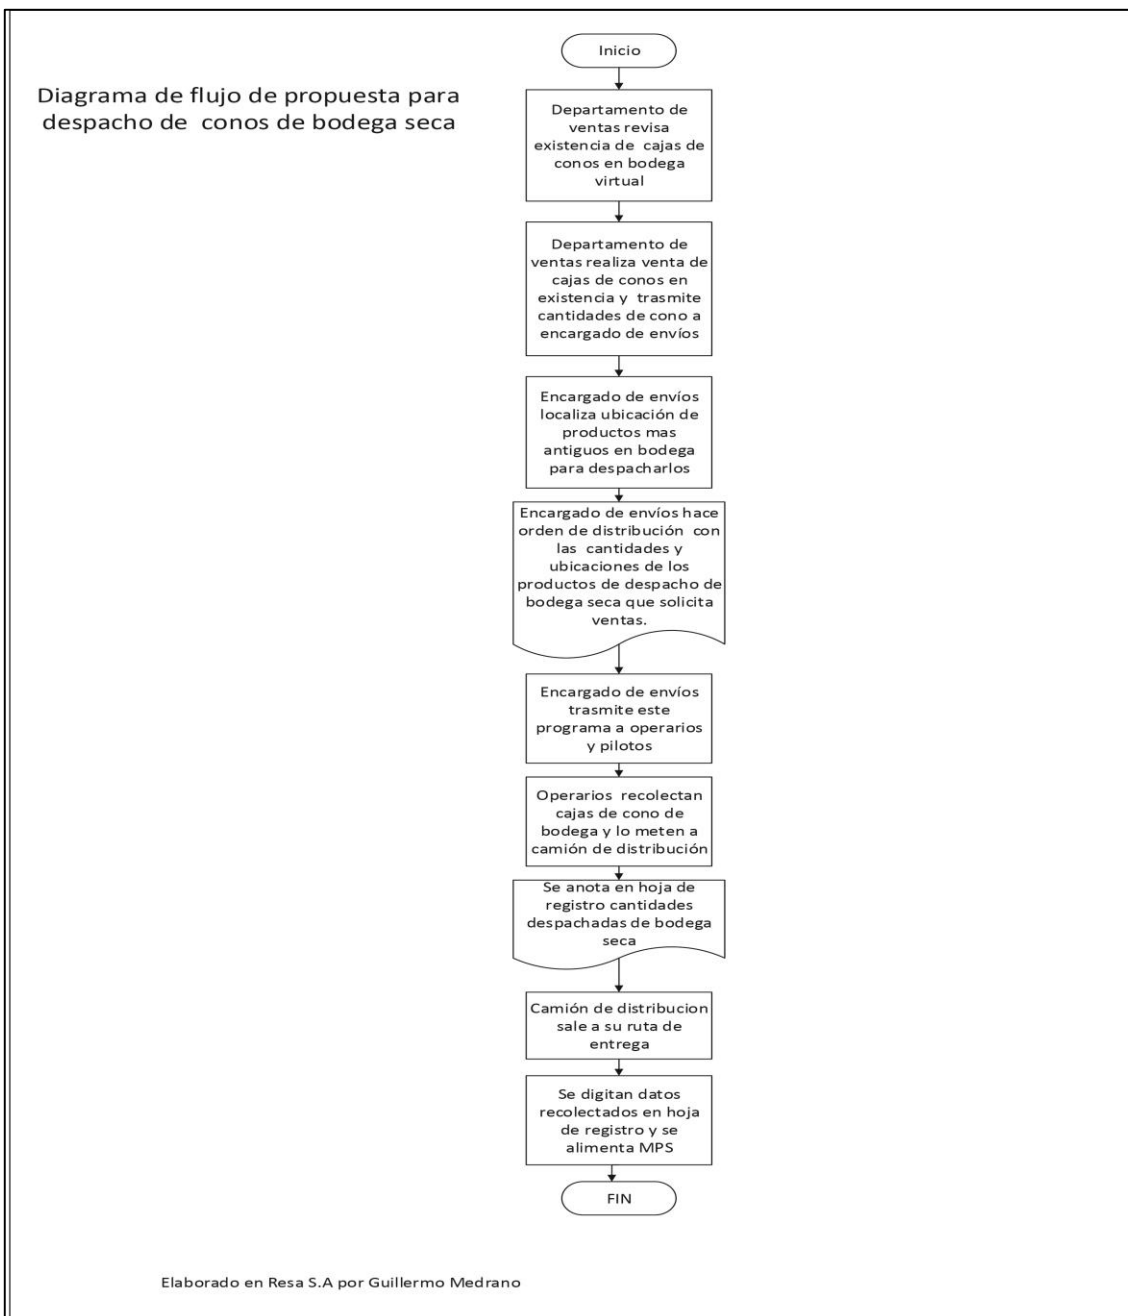 Inicio
Diagrama de flujo de propuesta para
despacho de conos de bodega seca
Departamento de
ventas revisa
existencia de cajas de
conos en bodega
virtual
Departamento de
ventas realiza venta de
cajas de conos en
existencia y trasmite
cantidades de cono a
encargado de envíos
Encargado de envíos
localiza ubicación de
productos mas
antiguos en bodega
para despacharlos
Encargado de envíos hace
orden de distribución con
las cantidades y
ubicaciones de los
productos de despacho de
bodega seca que solicita
ventas.
Encargado de envíos
trasmite este
programa a operarios
y pilotos
Operarios recolectan
cajas de cono de
bodega y lo meten a
camión de distribución
Se anota en hoja de
registro cantidades
despachadas de bodega
seca
Camión de distribucion
sale a su ruta de
entrega
Se digitan datos
recolectados en hoja
de registro y se
alimenta MPS
FIN
Elaborado en Resa S.A por Guillermo Medrano